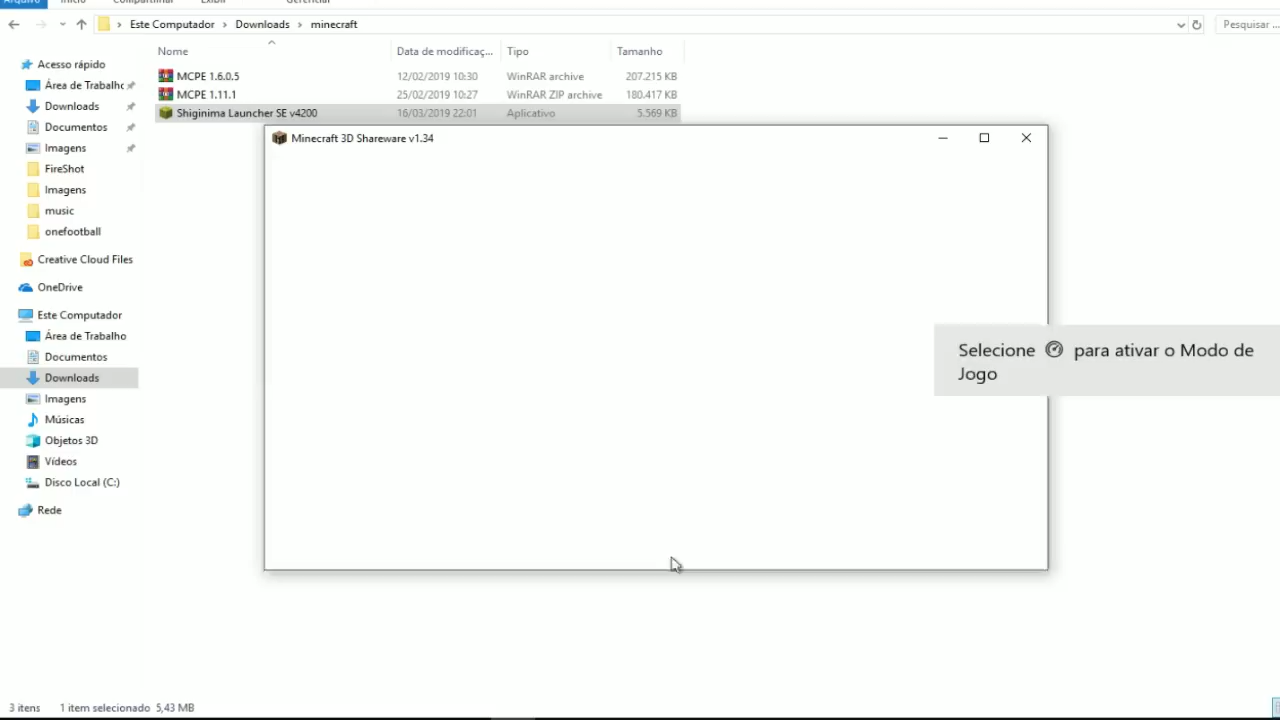 Arquivo Início Compartilhar Exibir Gerenciar
Este Computador > Downloads > minecraft
Pesquisar ...
Nome Data de modificaç... Tipo Tamanho
MCPE 1.6.0.5 12/02/2019 10:30 WinRAR archive 207.215 KB
MCPE 1.11.1 25/02/2019 10:27 WinRAR ZIP archive 180.417 KB
Shiginima Launcher SE v4200 16/03/2019 22:01 Aplicativo 5.569 KB
Acesso rápido
Área de Trabalho
Downloads
Documentos
Imagens
FireShot
Imagens
music
onefootball
Creative Cloud Files
OneDrive
Este Computador
Área de Trabalho
Documentos
Downloads
Imagens
Músicas
Objetos 3D
Vídeos
Disco Local (C:)
Rede
Minecraft 3D Shareware v1.34
Selecione para ativar o Modo de
Jogo
3 itens 1 item selecionado 5,43 MB